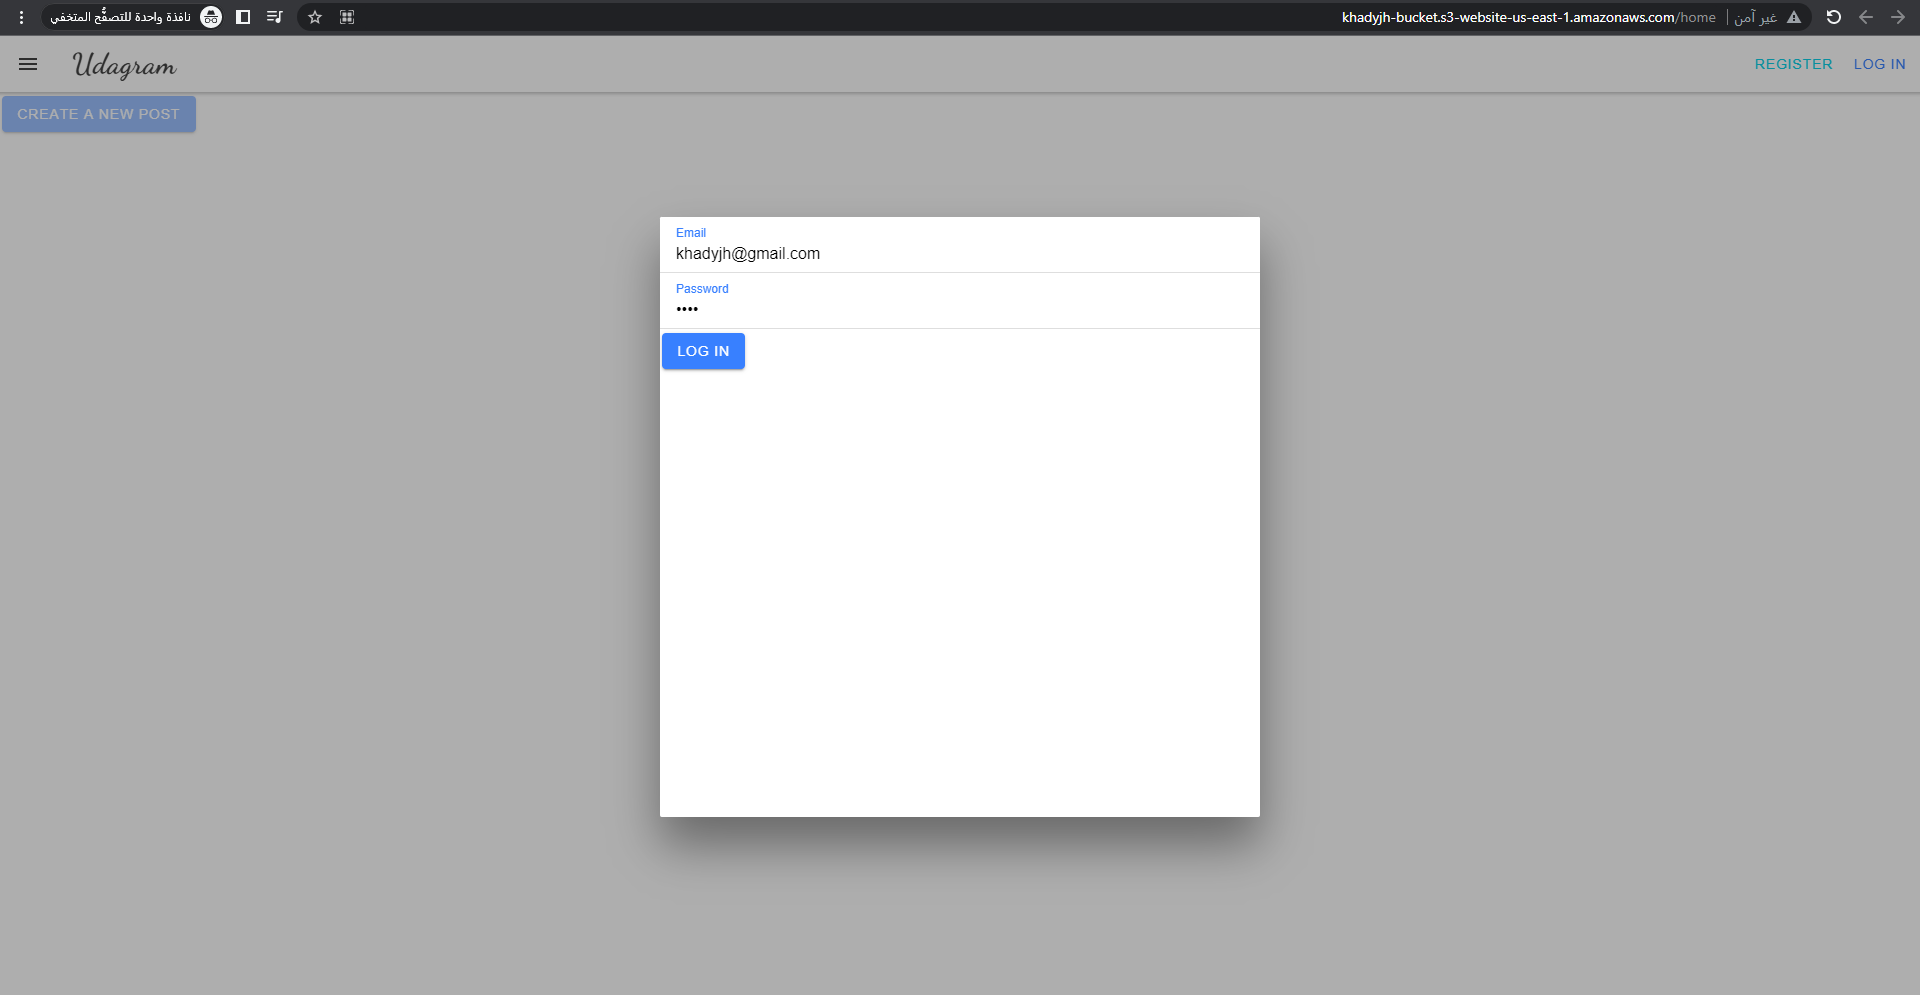 نافذة واحدة للتصفُّح المتخفي
khadyjh-bucket.s3-website-us-east-1.amazonaws.com/home
غير آمن
Udagram
REGISTER
LOG IN
CREATE A NEW POST
Email
khadyjh@gmail.com
Password
••••
LOG IN